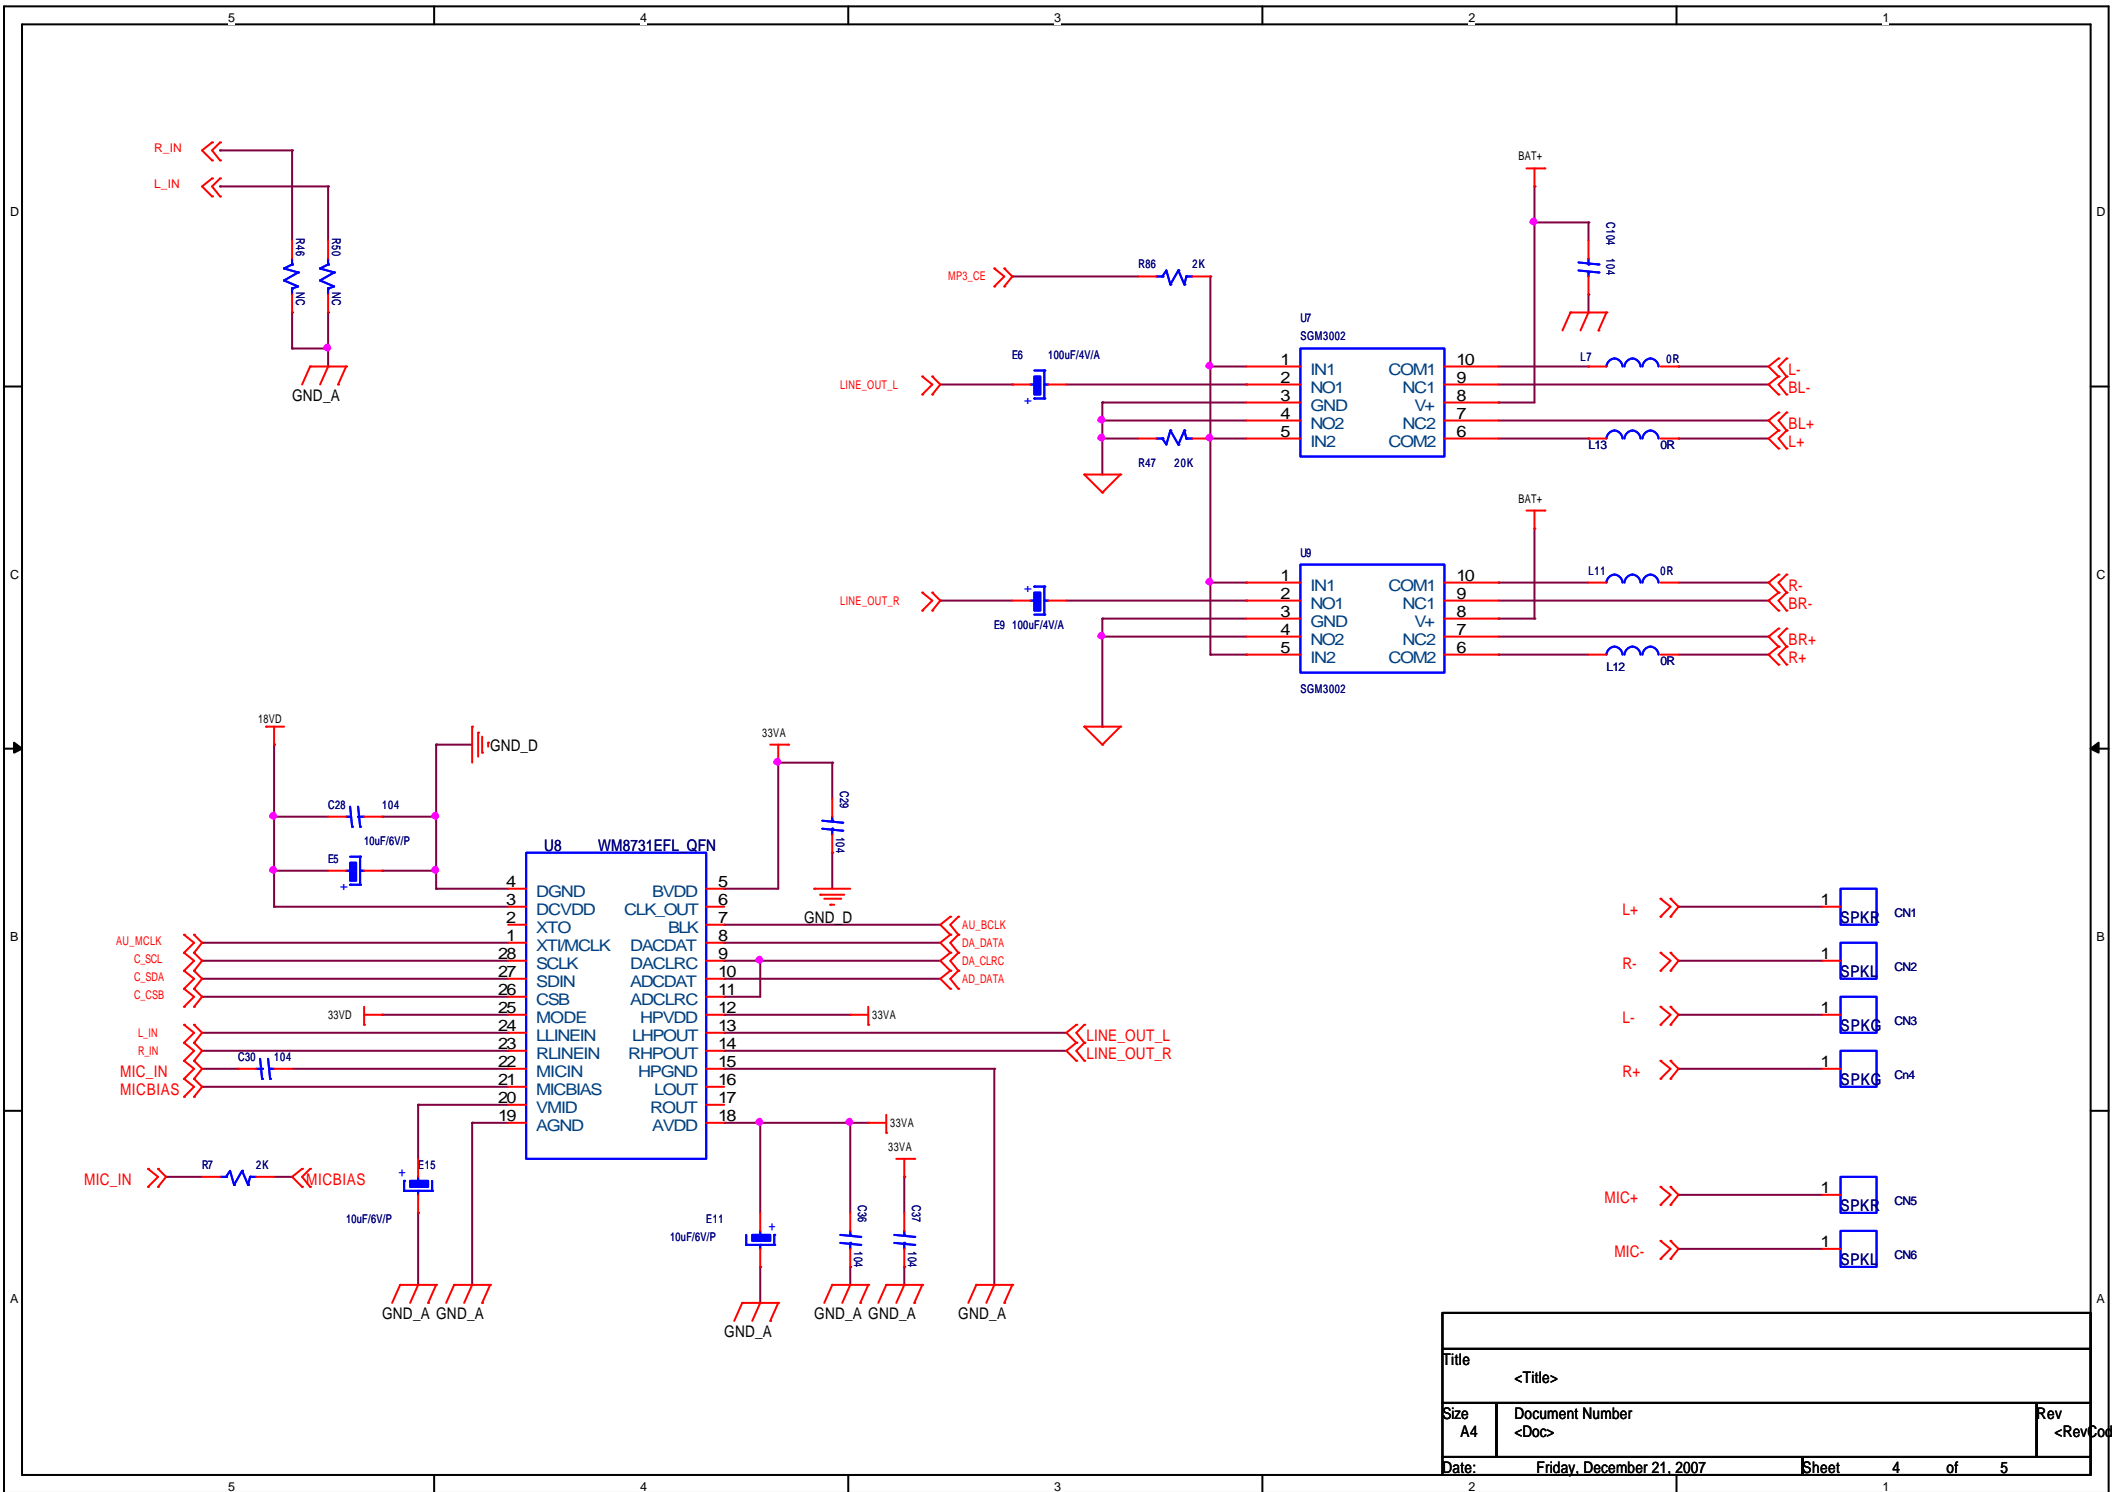 5 4 3 2 1
D
D
C
C
B
B
A
A
R_IN
L_IN
R46
NC
R50
NC
GND_A
BAT+
C104
104
MP3_CE
R86 2K
U7
SGM3002
E6 100uF/4V/A
+
LINE_OUT_L
1 IN1 COM1 10
2 NO1 NC1 9
3 GND V+ 8
4 NO2 NC2 7
5 IN2 COM2 6
L7 0R
L-
BL-
BL+
L+
L13 0R
R47 20K
BAT+
U9
LINE_OUT_R
+
E9 100uF/4V/A
1 IN1 COM1 10
2 NO1 NC1 9
3 GND V+ 8
4 NO2 NC2 7
5 IN2 COM2 6
SGM3002
L11 0R
R-
BR-
BR+
R+
L12 0R
18VD
GND_D
C28 104
10uF/6V/P
E5
+
33VA
C29
104
GND_D
U8 WM8731EFL_QFN
4 DGND BVDD 5
3 DCVDD CLK_OUT 6
2 XTO BLK 7
1 XTI/MCLK DACDAT 8
28 SCLK DACLRC 9
27 SDIN ADCDAT 10
26 CSB ADCLRC 11
25 MODE HPVDD 12
24 LLINEIN LHPOUT 13
23 RLINEIN RHPOUT 14
22 MICIN HPGND 15
21 MICBIAS LOUT 16
20 VMID ROUT 17
19 AGND AVDD 18
AU_MCLK
C_SCL
C_SDA
C_CSB
33VD
L_IN
R_IN
C30 104
MIC_IN
MICBIAS
AU_BCLK
DA_DATA
DA_CLRC
AD_DATA
33VA
LINE_OUT_L
LINE_OUT_R
33VA
33VA
MIC_IN
R7 2K
MICBIAS
+
E15
10uF/6V/P
E11
+
10uF/6V/P
C36
104
C37
104
GND_A
GND_A
GND_A
GND_A
GND_A
GND_A
L+ 1 SPKR CN1
R- 1 SPKL CN2
L- 1 SPKG CN3
R+ 1 SPKG Cn4
MIC+ 1 SPKR CN5
MIC- 1 SPKL CN6
Title
<Title>
Size
A4
Document Number
<Doc>
Rev
<RevCod
Date: Friday, December 21, 2007 Sheet 4 of 5
5 4 3 2 1